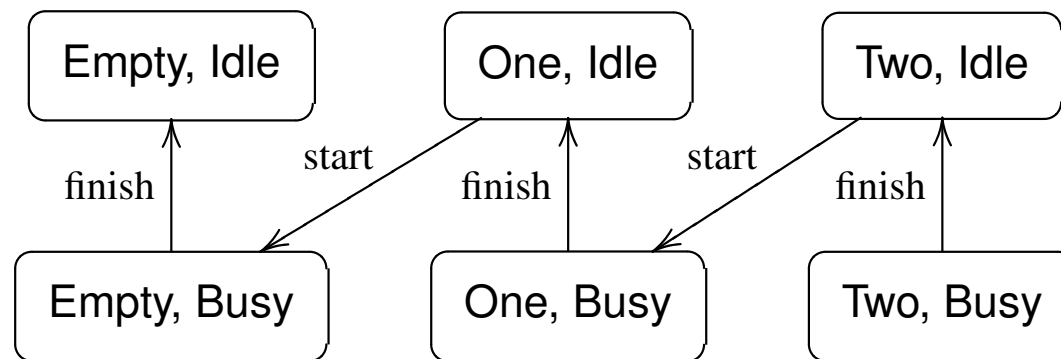 Empty, Idle
One, Idle
Two, Idle
start
start
finish
finish
finish
Empty, Busy
One, Busy
Two, Busy